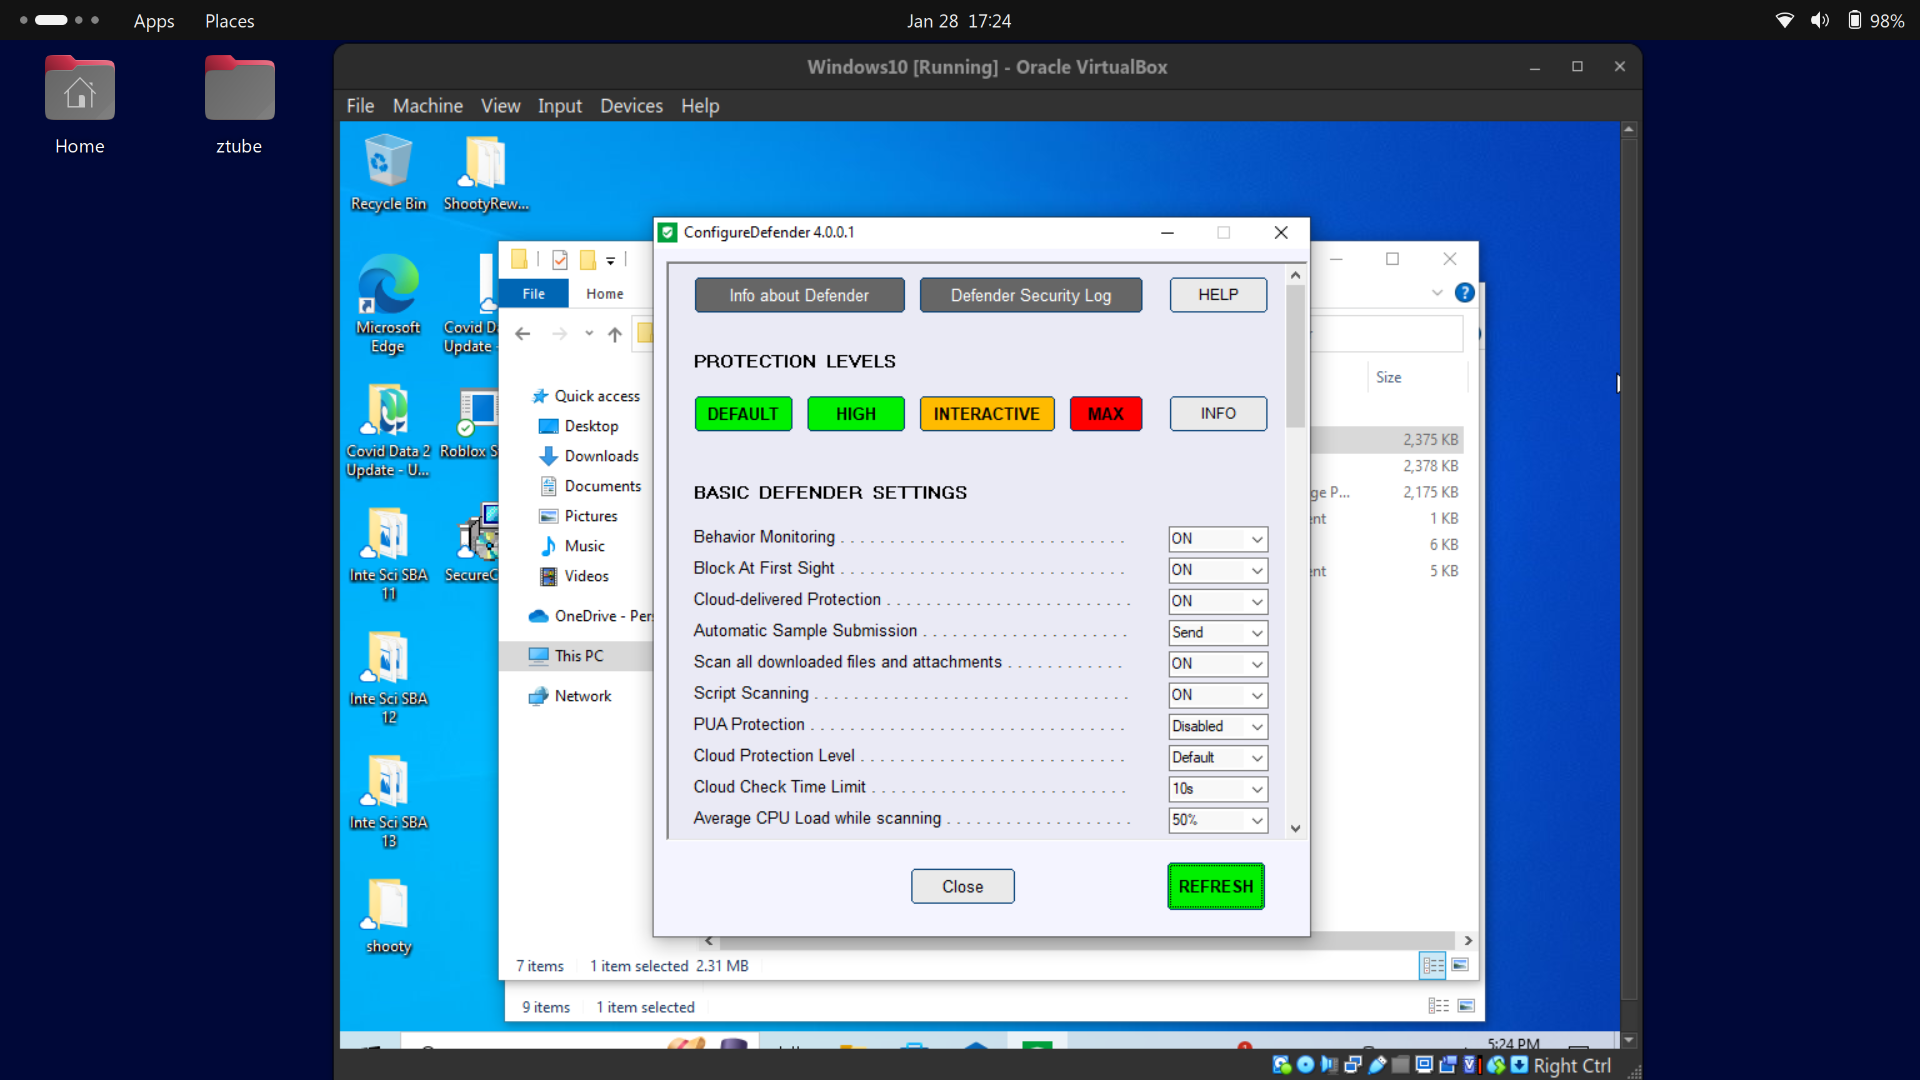 Apps Places Jan 28 17:24 98%
Home
ztube
Windows10 [Running] - Oracle VirtualBox
File Machine View Input Devices Help
Recycle Bin
ShootyRew...
Microsoft
Edge
Covid D
Update -
Covid Data 2
Update - U...
Roblox S
Inte Sci SBA
11
SecureC
Inte Sci SBA
12
Inte Sci SBA
13
shooty
File Home
Quick access
Desktop
Downloads
Documents
Pictures
Music
Videos
OneDrive - Per
This PC
Network
Size
2,375 KB
2,378 KB
ge P... 2,175 KB
ent 1 KB
6 KB
ent 5 KB
7 items 1 item selected 2.31 MB
9 items 1 item selected
ConfigureDefender 4.0.0.1
Info about Defender Defender Security Log HELP
PROTECTION LEVELS
DEFAULT HIGH INTERACTIVE MAX INFO
BASIC DEFENDER SETTINGS
Behavior Monitoring ON
Block At First Sight ON
Cloud-delivered Protection ON
Automatic Sample Submission Send
Scan all downloaded files and attachments ON
Script Scanning ON
PUA Protection Disabled
Cloud Protection Level Default
Cloud Check Time Limit 10s
Average CPU Load while scanning 50%
Close REFRESH
5:24 PM
Right Ctrl